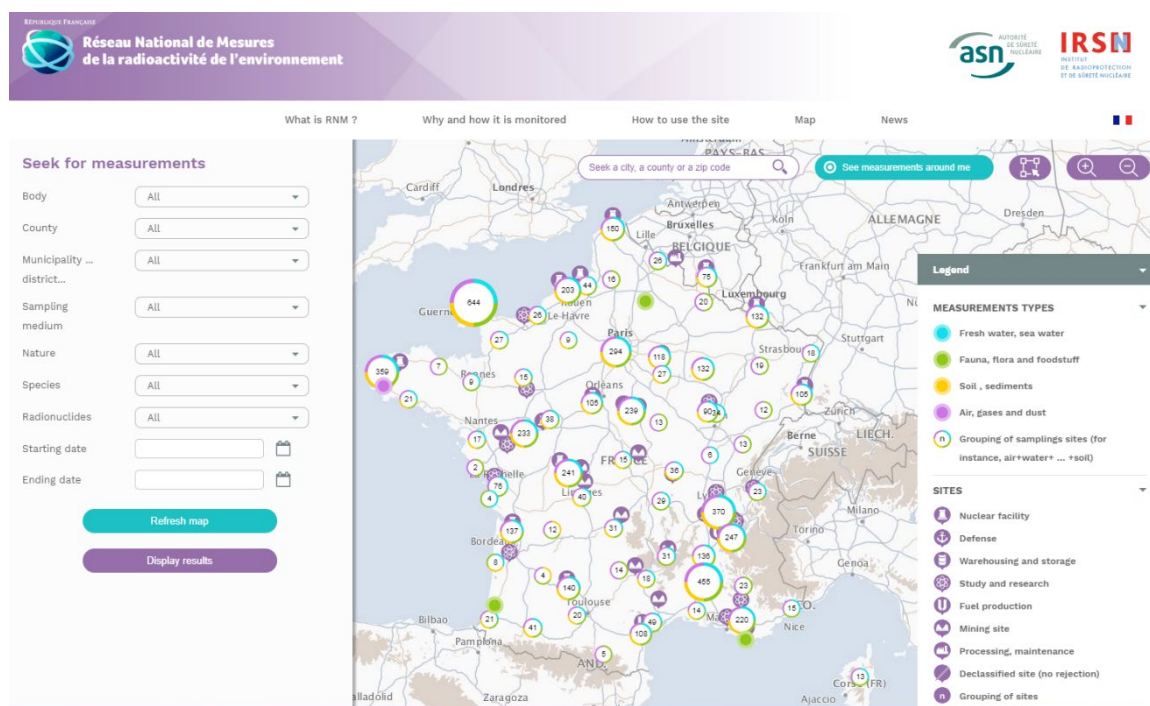 RÉPUBLIQUE FRANÇAISE
Réseau National de Mesures
de la radioactivité de l'environnement
asn
AUTORITÉ
DE SÛRETÉ
NUCLÉAIRE
IRSN
INSTITUT
DE RADIOPROTECTION
ET DE SÛRETÉ NUCLÉAIRE
What is RNM ?
Why and how it is monitored
How to use the site
Map
News
Seek for measurements
Body
All
County
All
Municipality ...
district...
All
Sampling
medium
All
Nature
All
Species
All
Radionuclides
All
Starting date
Ending date
Refresh map
Display results
Seek a city, a county or a zip code
See measurements around me
PAYS-BAS
Cardiff
Londres
Antwerpen
Köln
ALLEMAGNE
Dresden
150
Lille
Bruxelles
BELGIQUE
26
75
Frankfurt am Main
203
44
16
644
20
Luxembourg
132
26
Le Havre
Stuttgart
27
9
Paris
294
118
27
132
Strasbourg
18
19
359
7
9
15
21
Orléans
105
239
13
12
105
Zürich
LIECH.
Nantes
38
17
233
13
Berne
SUISSE
2
241
15
36
6
76
4
40
29
23
Milano
370
247
137
12
31
Bordeaux
Torino
8
31
136
Genoa
4
140
14
18
455
23
20
21
41
14
220
15
Nice
49
108
Bilbao
Pamplona
5
AND.
13
Zaragoza
Ajaccio
Legend
MEASUREMENTS TYPES
Fresh water, sea water
Fauna, flora and foodstuff
Soil , sediments
Air, gases and dust
n
Grouping of samplings sites (for
instance, air+water+ ... +soil)
SITES
Nuclear facility
Defense
Warehousing and storage
Study and research
Fuel production
Mining site
Processing, maintenance
Declassified site (no rejection)
n
Grouping of sites